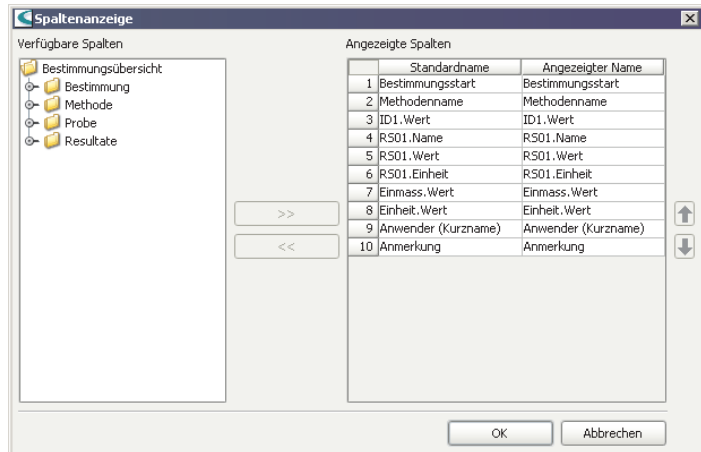 Spaltenanzeige
Verfügbare Spalten
Angezeigte Spalten
Bestimmungsübersicht
Bestimmung
Methode
Probe
Resultate
>>
<<
Standardname Angezeigter Name
1 Bestimmungsstart Bestimmungsstart
2 Methodenname Methodenname
3 ID1.Wert ID1.Wert
4 RS01.Name RS01.Name
5 RS01.Wert RS01.Wert
6 RS01.Einheit RS01.Einheit
7 Einmass.Wert Einmass.Wert
8 Einheit.Wert Einheit.Wert
9 Anwender (Kurzname) Anwender (Kurzname)
10 Anmerkung Anmerkung
OK Abbrechen